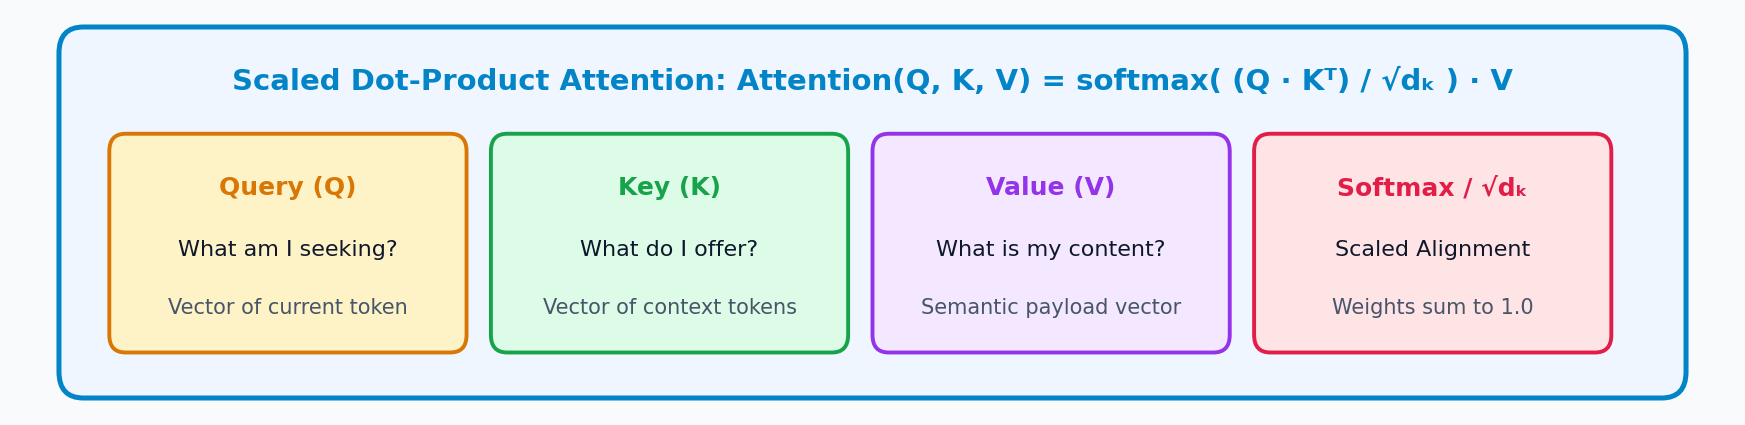 Scaled Dot-Product Attention: Attention(Q, K, V) = softmax( (Q · Kᵀ) / √dₖ ) · V
Query (Q)
What am I seeking?
Vector of current token
Key (K)
What do I offer?
Vector of context tokens
Value (V)
What is my content?
Semantic payload vector
Softmax / √dₖ
Scaled Alignment
Weights sum to 1.0